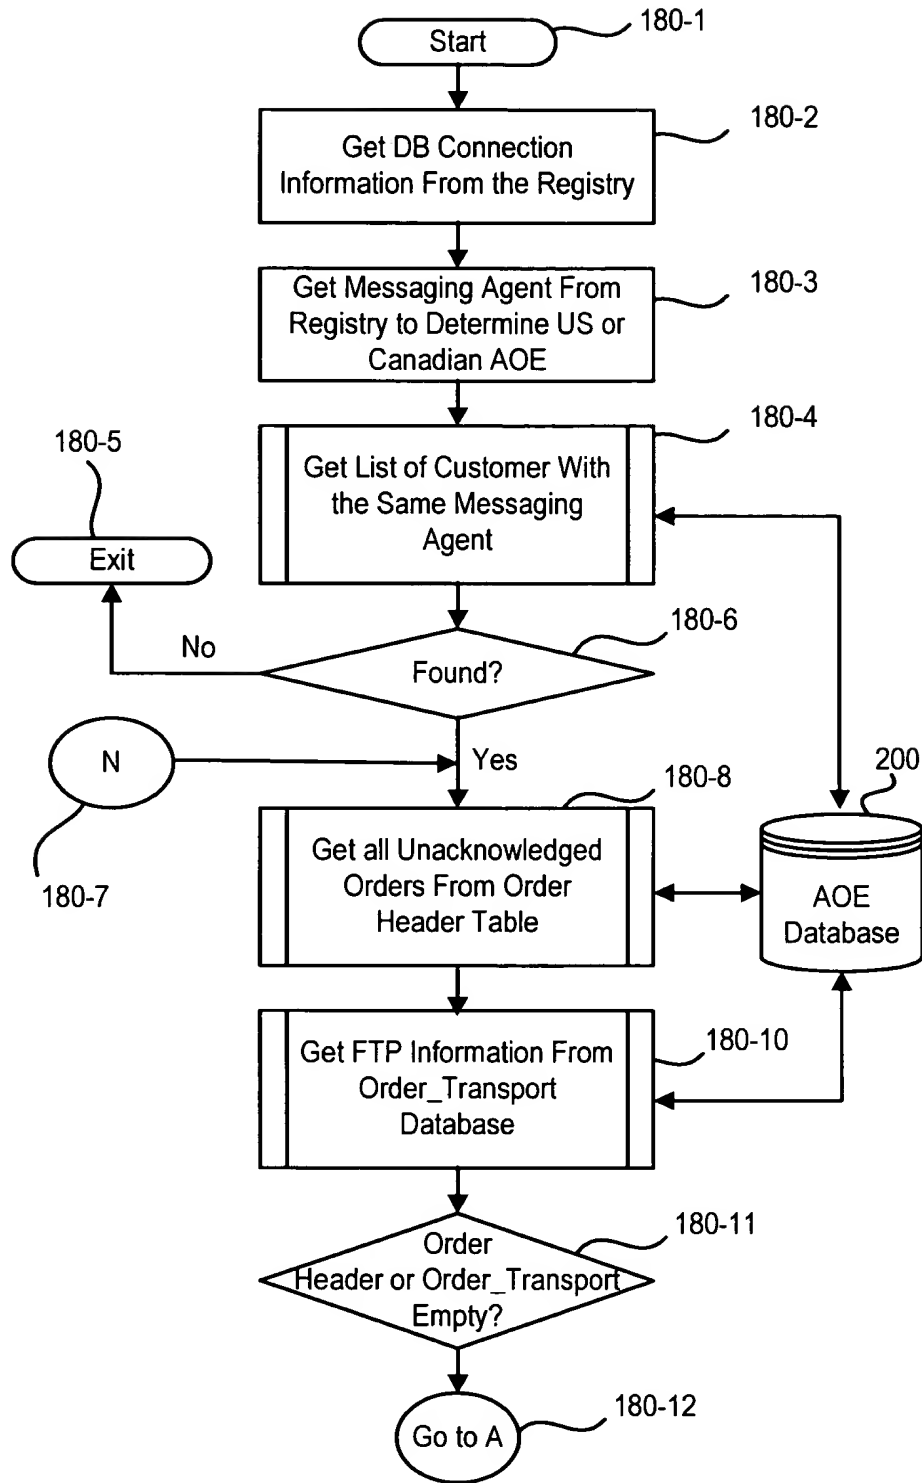 Start
180-1
Get DB Connection
Information From the Registry
180-2
Get Messaging Agent From
Registry to Determine US or
Canadian AOE
180-3
Get List of Customer With
the Same Messaging
Agent
180-4
180-5
Exit
No
Found?
180-6
N
180-7
Yes
Get all Unacknowledged
Orders From Order
Header Table
180-8
200
AOE
Database
Get FTP Information From
Order_Transport
Database
180-10
Order
Header or Order_Transport
Empty?
180-11
Go to A
180-12